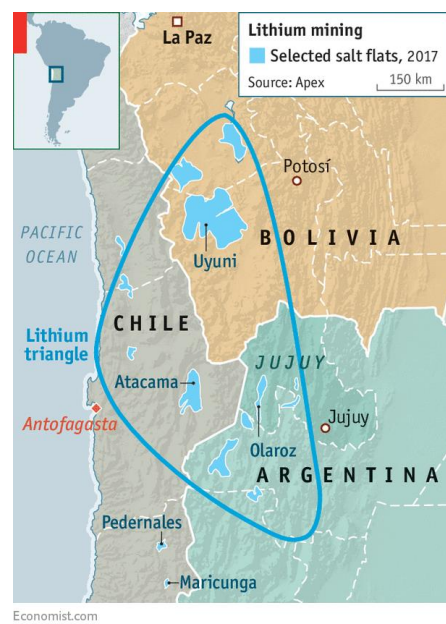 La Paz
Lithium mining
Selected salt flats, 2017
Source: Apex
150 km
Potosí
PACIFIC
OCEAN
BOLIVIA
Uyuni
CHILE
Lithium
triangle
JUJUY
Atacama
Antofagasta
Jujuy
Olaroz
ARGENTINA
Pedernales
Maricunga
Economist.com